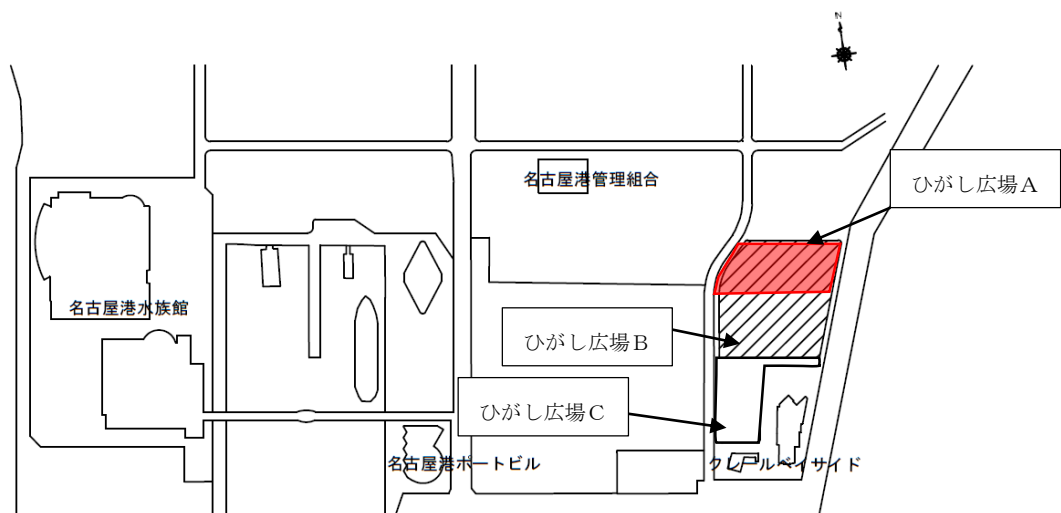 N
名古屋港管理組合
ひがし広場A
名古屋港水族館
ひがし広場B
ひがし広場C
名古屋港ポートビル
クレールベイサイド